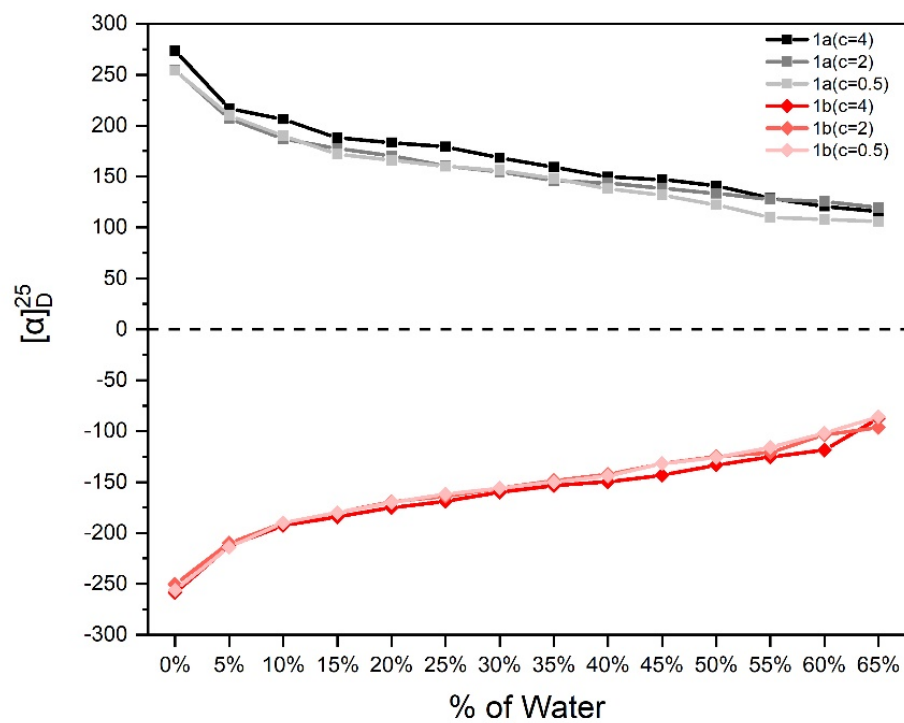 300
250
200
150
100
50
0
-50
-100
-150
-200
-250
-300
[α]²⁵_D
1a(c=4)
1a(c=2)
1a(c=0.5)
1b(c=4)
1b(c=2)
1b(c=0.5)
0% 5% 10% 15% 20% 25% 30% 35% 40% 45% 50% 55% 60% 65%
% of Water